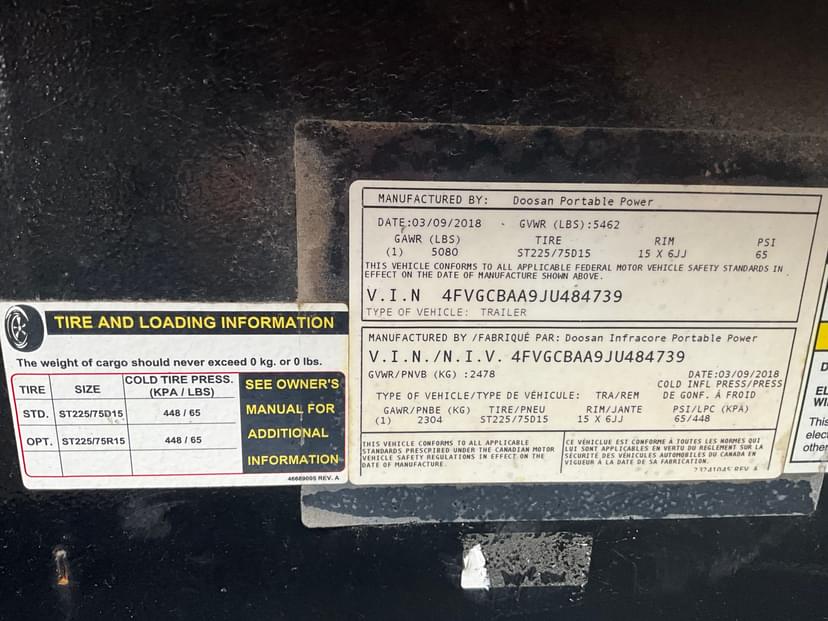 MANUFACTURED BY: Doosan Portable Power
DATE:03/09/2018 GVWR (LBS):5462
GAWR (LBS) TIRE RIM PSI
(1) 5080 ST225/75D15 15 X 6JJ 65
THIS VEHICLE CONFORMS TO ALL APPLICABLE FEDERAL MOTOR VEHICLE SAFETY STANDARDS IN
EFFECT ON THE DATE OF MANUFACTURE SHOWN ABOVE.
V.I.N 4FVGCBAA9JU484739
TYPE OF VEHICLE: TRAILER
MANUFACTURED BY /FABRIQUÉ PAR: Doosan Infracore Portable Power
V.I.N./N.I.V. 4FVGCBAA9JU484739
GVWR/PNVB (KG) :2478 DATE:03/09/2018
COLD INFL PRESS/PRESS
TYPE OF VEHICLE/TYPE DE VÉHICULE: TRA/REM DE GONF. À FROID
GAWR/PNBE (KG) TIRE/PNEU RIM/JANTE PSI/LPC (KPA)
(1) 2304 ST225/75D15 15 X 6JJ 65/448
THIS VEHICLE CONFORMS TO ALL APPLICABLE
STANDARDS PRESCRIBED UNDER THE CANADIAN MOTOR
VEHICLE SAFETY REGULATIONS IN EFFECT ON THE
DATE OF MANUFACTURE.
CE VÉHICLUE EST CONFORME À TOUTES LES NORMES QUI
LUI SONT APPLICABLES EN VERTU DU RÈGLEMENT SUR LA
SÉCURITÉ DES VÉHICULES AUTOMOBILES DU CANADA EN
VIGUEUR À LA DATE DE SA FABRICATION.
23241045 REV A
TIRE AND LOADING INFORMATION
The weight of cargo should never exceed 0 kg. or 0 lbs.
TIRE SIZE COLD TIRE PRESS. (KPA / LBS)
STD. ST225/75D15 448 / 65
OPT. ST225/75R15 448 / 65
SEE OWNER'S
MANUAL FOR
ADDITIONAL
INFORMATION
46689005 REV. A
This
other